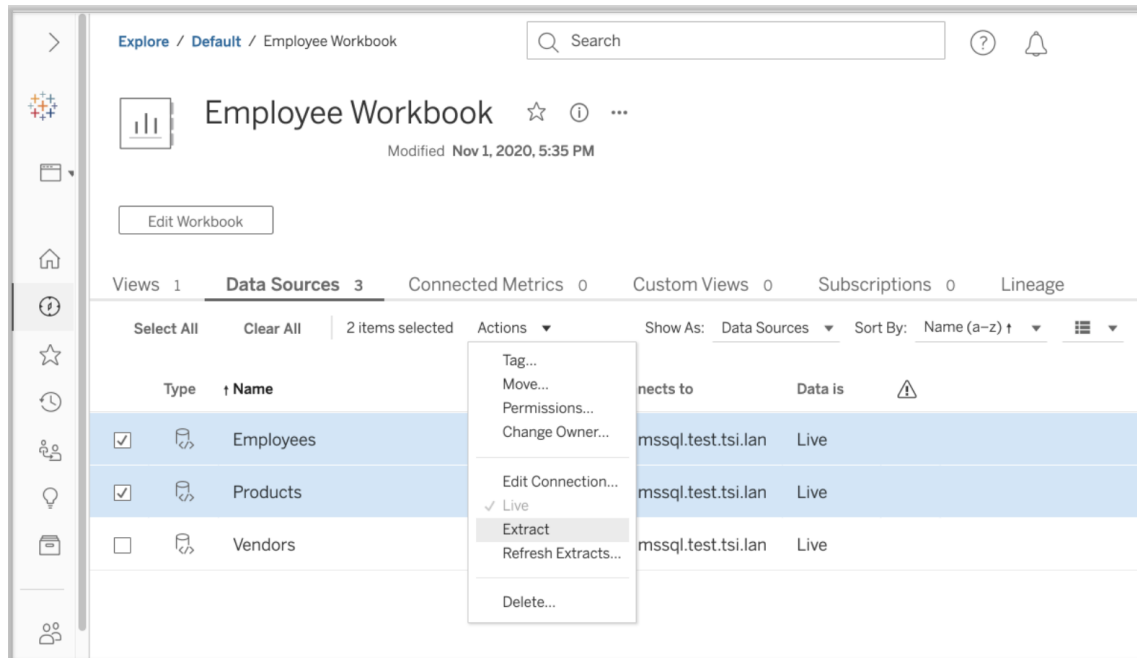 Explore / Default / Employee Workbook
Search
Employee Workbook
Modified Nov 1, 2020, 5:35 PM
Edit Workbook
Views 1 Data Sources 3 Connected Metrics 0 Custom Views 0 Subscriptions 0 Lineage
Select All Clear All 2 items selected Actions Show As: Data Sources Sort By: Name (a–z) ↑
Tag...
Move...
Permissions...
Change Owner...
Edit Connection...
✓ Live
Extract
Refresh Extracts...
Delete...
Type ↑ Name nects to Data is
Employees mssql.test.tsi.lan Live
Products mssql.test.tsi.lan Live
Vendors mssql.test.tsi.lan Live